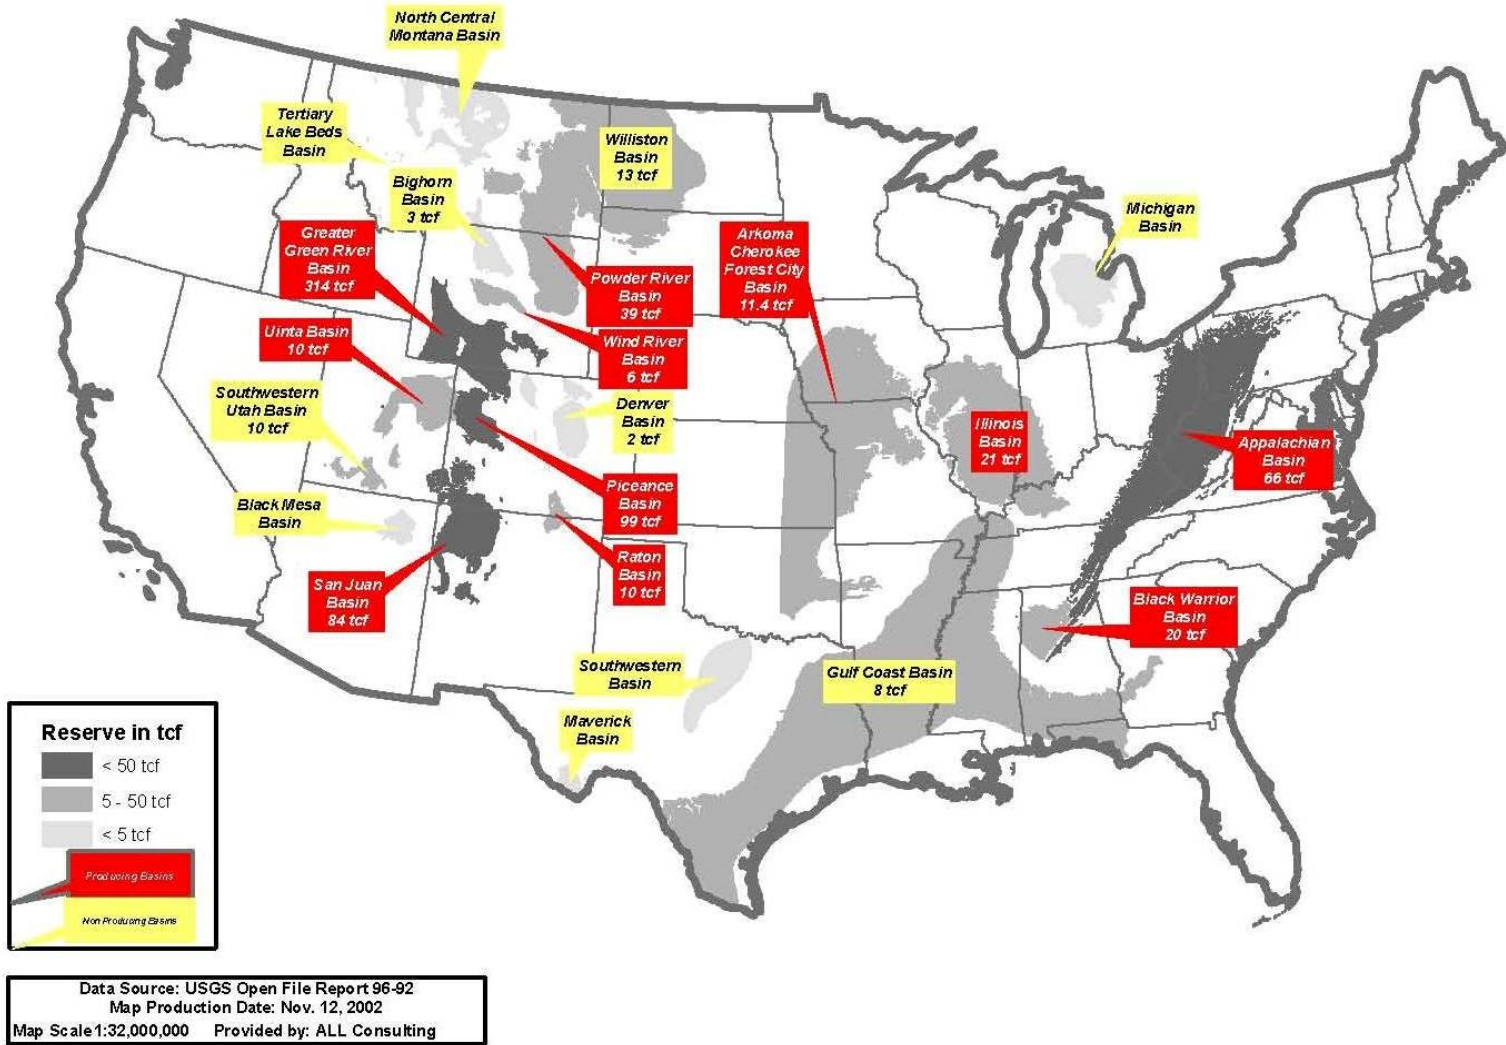 North Central
Montana Basin
Tertiary
Lake Beds
Basin
Williston
Basin
13 tcf
Bighorn
Basin
3 tcf
Michigan
Basin
Greater
Green River
Basin
314 tcf
Arkoma
Cherokee
Forest City
Basin
11.4 tcf
Powder River
Basin
39 tcf
Uinta Basin
10 tcf
Wind River
Basin
6 tcf
Southwestern
Utah Basin
10 tcf
Denver
Basin
2 tcf
Illinois
Basin
21 tcf
Appalachian
Basin
66 tcf
Piceance
Basin
99 tcf
Black Mesa
Basin
Raton
Basin
10 tcf
San Juan
Basin
84 tcf
Black Warrior
Basin
20 tcf
Southwestern
Basin
Gulf Coast Basin
8 tcf
Maverick
Basin
Reserve in tcf
< 50 tcf
5 - 50 tcf
< 5 tcf
Producing Basins
Non Producing Basins
Data Source: USGS Open File Report 96-92
Map Production Date: Nov. 12, 2002
Map Scale1:32,000,000 Provided by: ALL Consulting